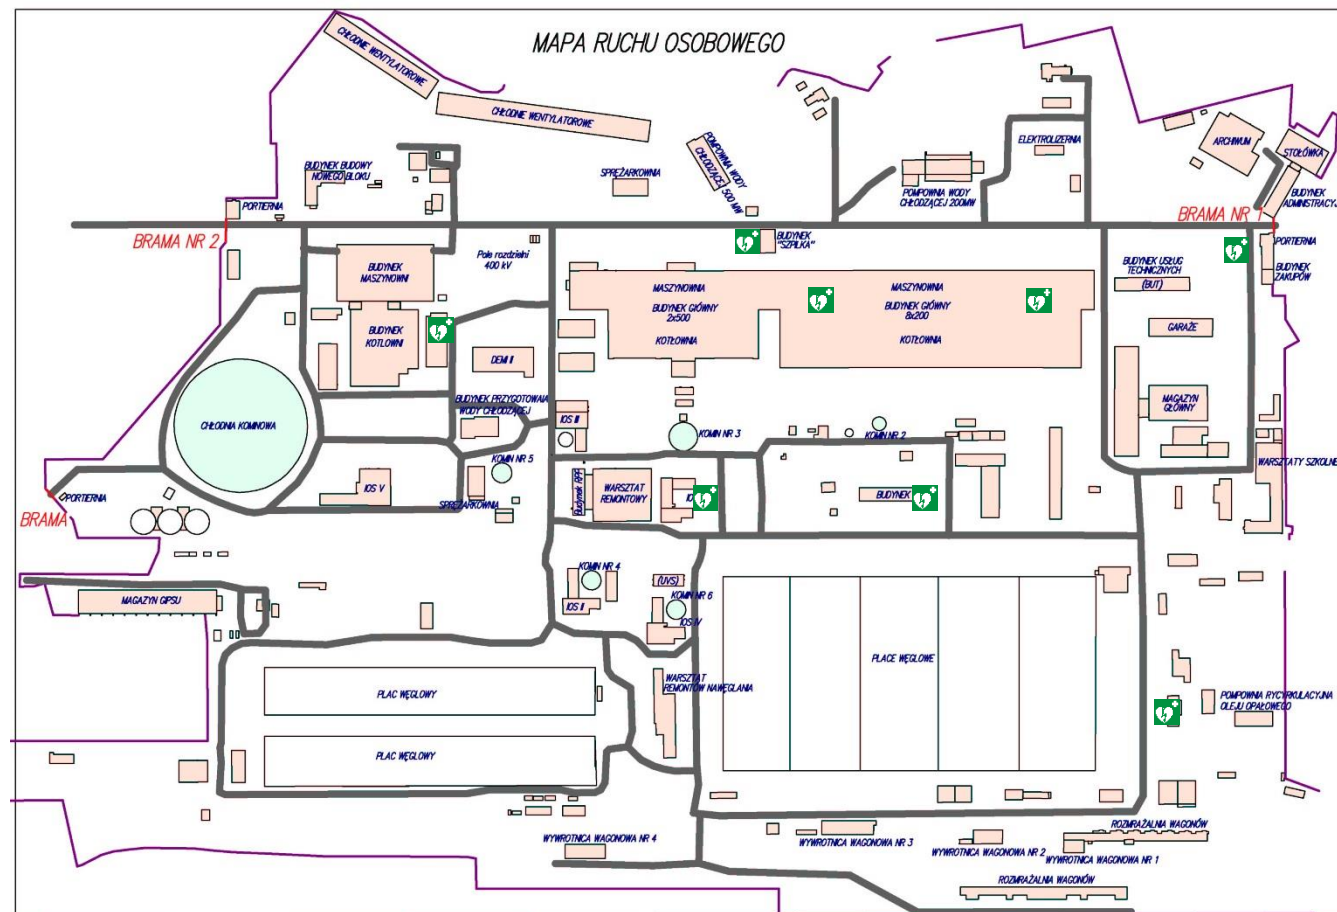 MAPA RUCHU OSOBOWEGO
CHŁODNIE WENTYLATOROWE
CHŁODNIE WENTYLATOROWE
POMPOWNIA WODY
CHŁODZĄCEJ 500 MW
SPRĘŻARKOWNIA
ELEKTROLIZERNIA
ARCHIWUM
STOŁÓWKA
BUDYNEK
ADMINISTRACYJ
BUDYNEK BUDOWY
NOWEGO BLOKU
PORTIERNIA
POMPOWNIA WODY
CHŁODZĄCEJ 200MW
BRAMA NR 1
BRAMA NR 2
Pole rozdzielni
400 kV
BUDYNEK
"SZPILKA"
PORTIERNIA
BUDYNEK
ZAKUPÓW
BUDYNEK USŁUG
TECHNICZNYCH
(BUT)
BUDYNEK
MASZYNOWNI
MASZYNOWNIA
BUDYNEK GŁÓWNY
2x500
KOTŁOWNIA
MASZYNOWNIA
BUDYNEK GŁÓWNY
8x200
KOTŁOWNIA
BUDYNEK
KOTLOWNI
GARAŻE
DEMI II
BUDYNEK PRZYGOTOWAIA
WODY CHŁODZĄCEJ
MAGAZYN
GŁÓWNY
CHŁODNIA KOMINOWA
IOS III
KOMIN NR 3
KOMIN NR 2
WARSZTATY SZKOLNE
KOMIN NR 5
IOS V
SPRĘŻARKOWNIA
Budynek RPP
WARSZTAT
REMONTOWY
BUDYNEK
PORTIERNIA
BRAMA
KOMIN NR 4
(UVS)
IOS II
KOMIN NR 6
IOS IV
MAGAZYN GIPSU
PLAC WĘGLOWY
PLAC WĘGLOWY
WARSZTAT
REMONTÓW NAWĘGLANIA
PLACE WĘGLOWE
POMPOWNIA RYCYRKULACYJNA
OLEJU OPAŁOWEGO
WYWROTNICA WAGONOWA NR 4
WYWROTNICA WAGONOWA NR 3
WYWROTNICA WAGONOWA NR 2
ROZMRAŻALNIA WAGONÓW
WYWROTNICA WAGONOWA NR 1
ROZMRAŻALNIA WAGONÓW